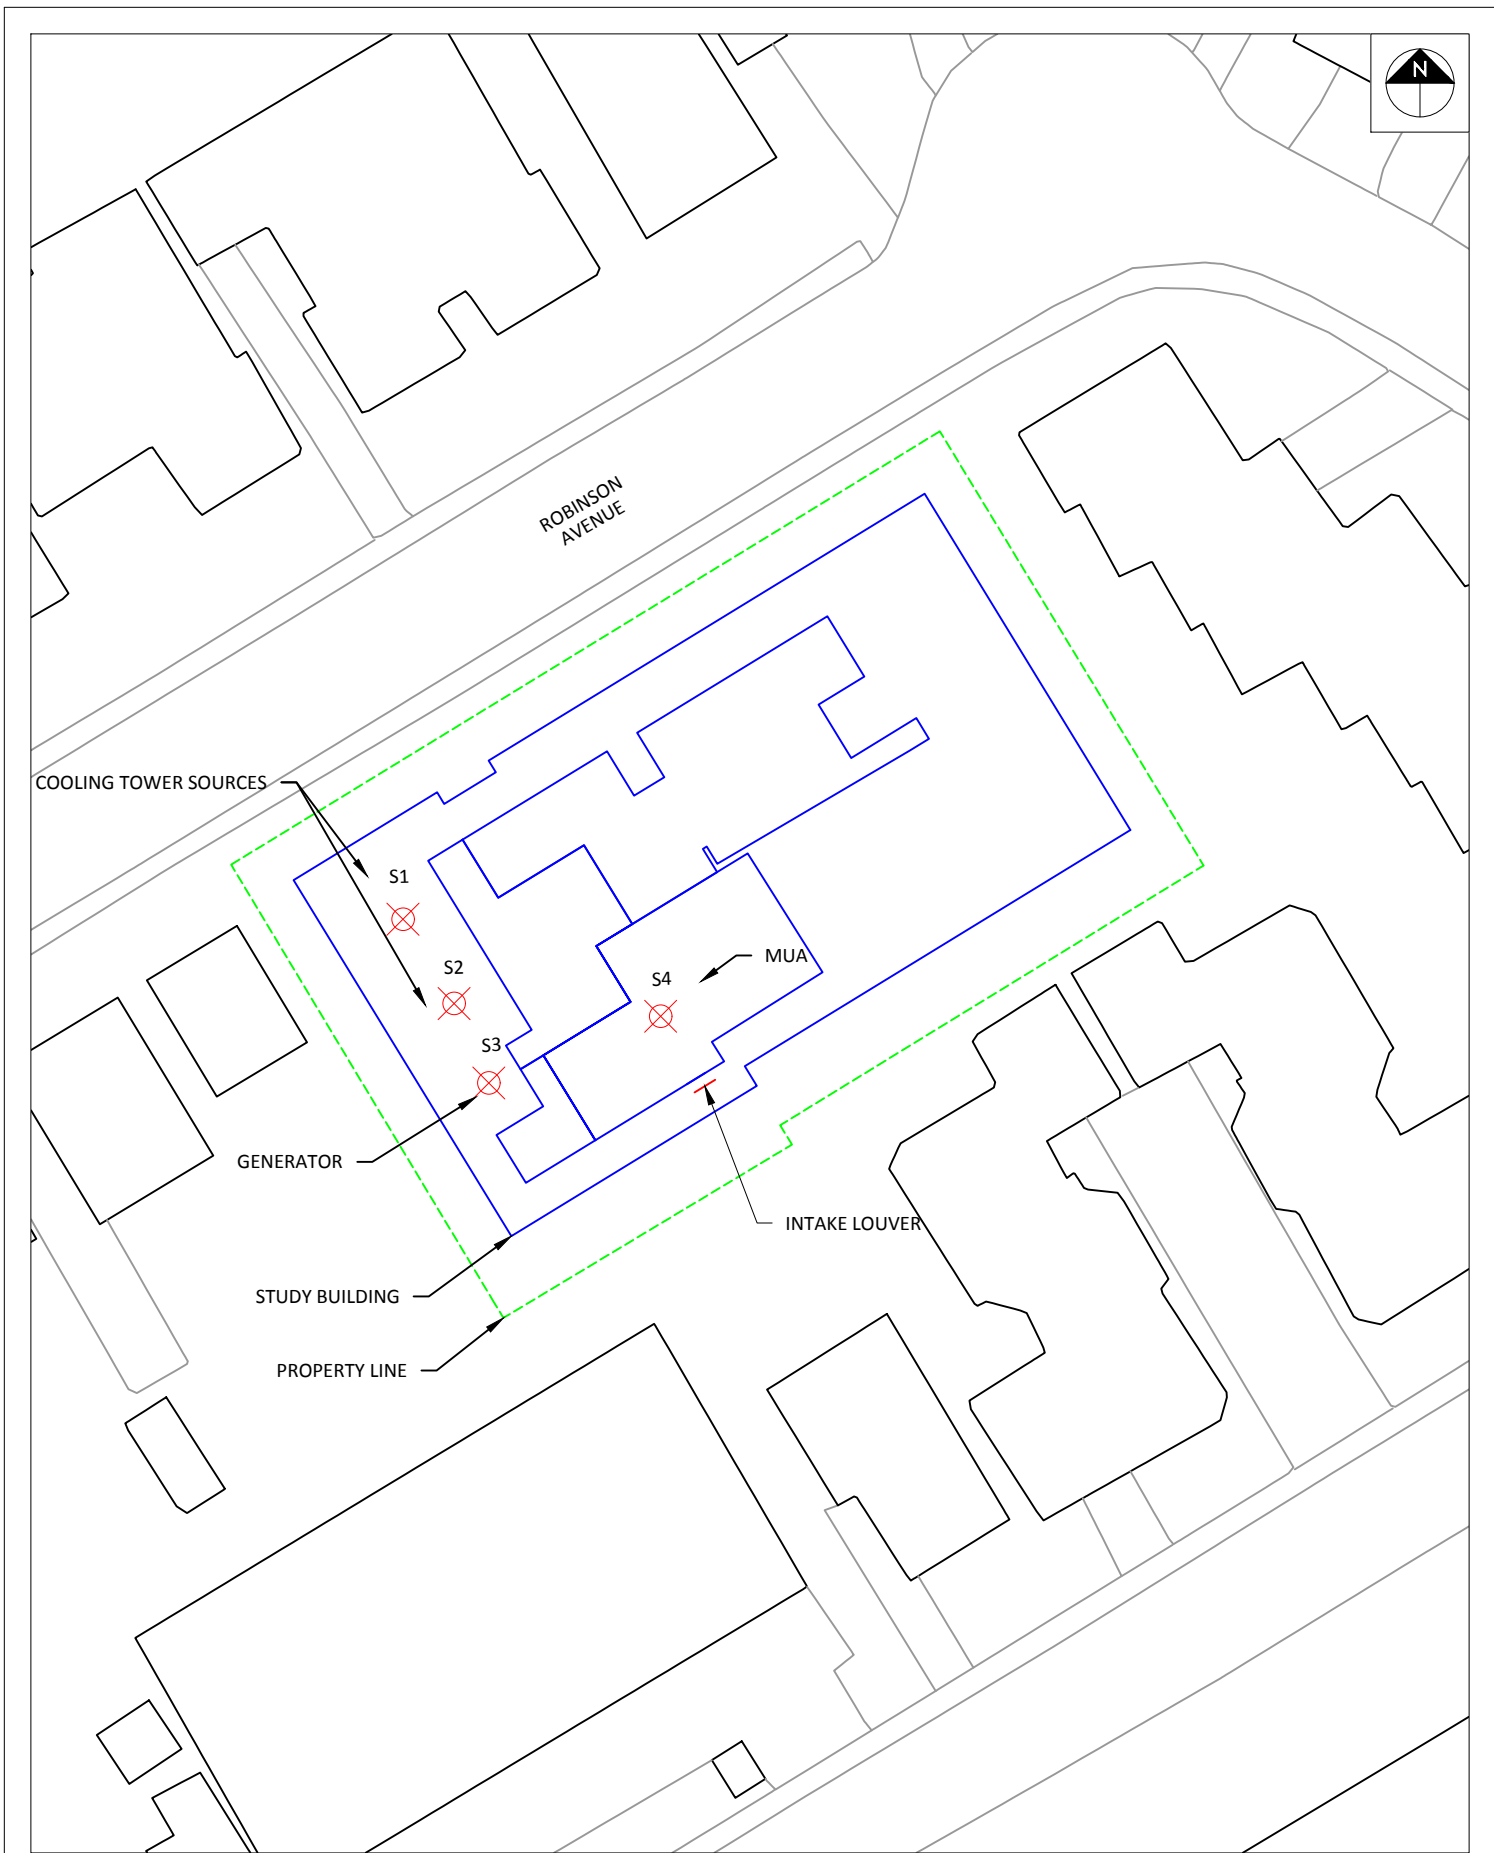 N
ROBINSON
AVENUE
COOLING TOWER SOURCES
S1
S2
MUA
S4
S3
GENERATOR
INTAKE LOUVER
STUDY BUILDING
PROPERTY LINE